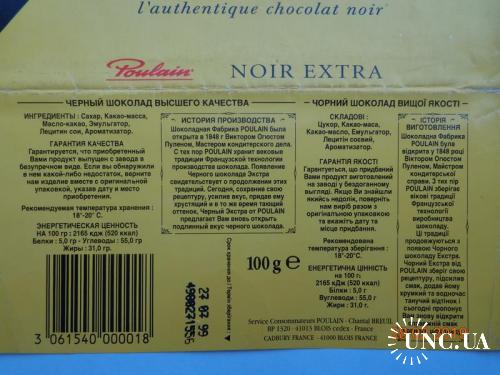 l'authentique chocolat noir
Poulain NOIR EXTRA
ЧЕРНЫЙ ШОКОЛАД ВЫСШЕГО КАЧЕСТВА
ИНГРЕДИЕНТЫ : Сахар, Какао-масса,
Масло-какао, Эмульгатор,
Лецитин сои, Ароматизатор.
ГАРАНТИЯ КАЧЕСТВА
Гарантируется, что приобретенный
Вами продукт выпущен с завода в
безупречном виде. Если вы обнаружили
в нем какой-либо недостаток, верните
нам изделие вместе с оригинальной
упаковкой, указав дату и место
приобретения.
Рекомендуемая температура хранения :
18°-20° С.
ЭНЕРГЕТИЧЕСКАЯ ЦЕННОСТЬ
НА 100 гр : 2165 кдж (520 ккал)
Белки : 5,0 гр - Углеводы : 55,0 гр
Жиры : 31,0 гр.
3 061540 000018
ИСТОРИЯ ПРОИЗВОДСТВА
Шоколадная Фабрика POULAIN была
открыта в 1848 г Виктором Огюстом
Пуленом, Мастером кондитерского дела.
С тех пор POULAIN хранит вековые
традиции Французской технологии
производства шоколада. Появление
Черного шоколада Экстра
свидетельствует о продолжении этих
традиций. Сегодня, сохранив свою
рецептуру, усилив вкус, придав ему
хрустящий и в то же время тающий
оттенок, Черный Экстра от POULAIN
предлагает Вам вновь открыть
подлинный вкус черного шоколада.
27 02 99
4990271556
100 g e
ЧОРНИЙ ШОКОЛАД ВИЩОЇ ЯКОСТІ
СКЛАДОВІ :
Цукор, Какао-маса,
Какао-масло, Емульгатор,
Лецітін соєвий,
Ароматизатор.
ГАРАНТІЯ ЯКОСТІ
Гарантується, що придбаний
Вами продукт виготовлений
на заводі у бездоганному
вигляді. Якщо Ви знайшли
якийсь недолік, поверніть
нам виріб разом з
оригінальною упаковкою
та вкажіть дату та
місце придбання.
Рекомендована
температура зберігання :
18°-20°С.
ЕНЕРГЕТИЧНА ЦІННІСТЬ
на 100 г:
2165 кДж (520 ккал)
Білки : 5,0 г
Вуглеводи : 55,0 г
Жири : 31,0 г.
ІСТОРІЯ
ВИГОТОВЛЕННЯ
Шоколадна Фабрика
POULAIN була
відкрита у 1848 році
Віктором Огюстом
Пуленом, Майстром
кондитерської
справи. З тих пір
POULAIN зберігає
вікові традиції
Французської
технології
виробництва
шоколаду.
Ці традиції
продовжуються з
появою Чорного
шоколаду Екстра.
Чорний Екстра від
POULAIN зберіг свою
рецептуру, підсилив
смак, додав йому
хрумкий та водночас
танучий відтінок і
сьогодні пропонує
Вам знову відкрити
смак
Service Consommateurs POULAIN - Chantal BREUIL
BP 1320 - 41013 BLOIS cedex - France
CADBURY FRANCE - 41000 BLOIS FRANCE
UNC.UA